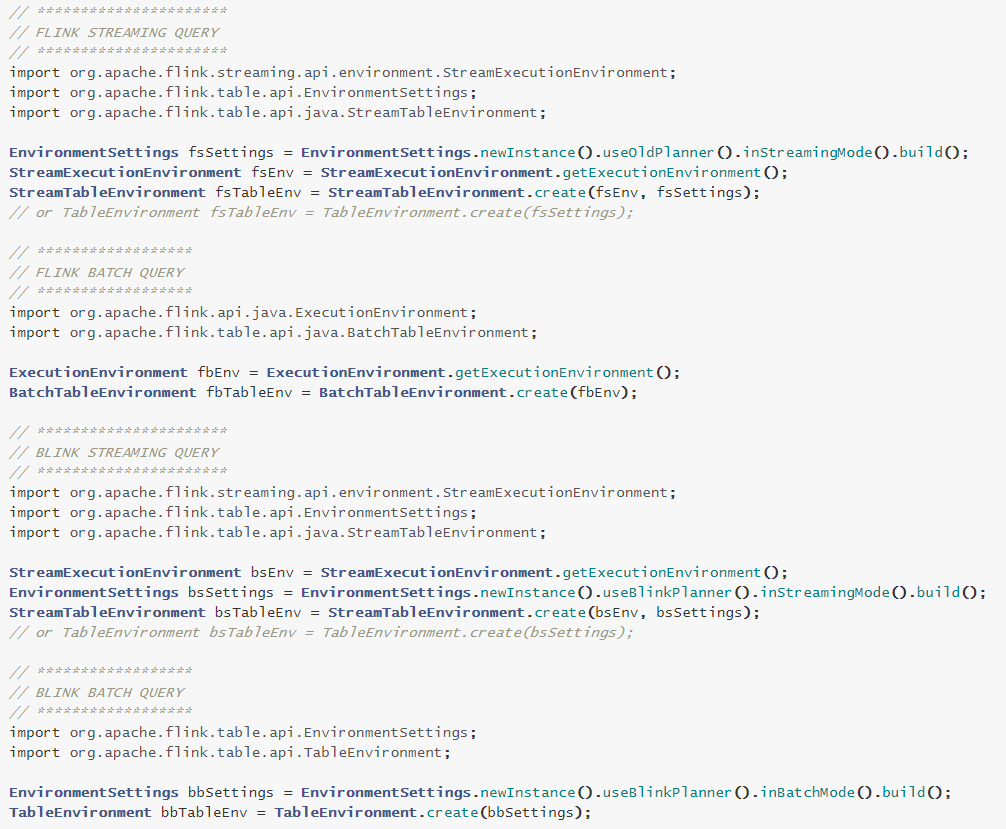 // **********************
// FLINK STREAMING QUERY
// **********************
import org.apache.flink.streaming.api.environment.StreamExecutionEnvironment;
import org.apache.flink.table.api.EnvironmentSettings;
import org.apache.flink.table.api.java.StreamTableEnvironment;

EnvironmentSettings fsSettings = EnvironmentSettings.newInstance().useOldPlanner().inStreamingMode().build();
StreamExecutionEnvironment fsEnv = StreamExecutionEnvironment.getExecutionEnvironment();
StreamTableEnvironment fsTableEnv = StreamTableEnvironment.create(fsEnv, fsSettings);
// or TableEnvironment fsTableEnv = TableEnvironment.create(fsSettings);

// ******************
// FLINK BATCH QUERY
// ******************
import org.apache.flink.api.java.ExecutionEnvironment;
import org.apache.flink.table.api.java.BatchTableEnvironment;

ExecutionEnvironment fbEnv = ExecutionEnvironment.getExecutionEnvironment();
BatchTableEnvironment fbTableEnv = BatchTableEnvironment.create(fbEnv);

// **********************
// BLINK STREAMING QUERY
// **********************
import org.apache.flink.streaming.api.environment.StreamExecutionEnvironment;
import org.apache.flink.table.api.EnvironmentSettings;
import org.apache.flink.table.api.java.StreamTableEnvironment;

StreamExecutionEnvironment bsEnv = StreamExecutionEnvironment.getExecutionEnvironment();
EnvironmentSettings bsSettings = EnvironmentSettings.newInstance().useBlinkPlanner().inStreamingMode().build();
StreamTableEnvironment bsTableEnv = StreamTableEnvironment.create(bsEnv, bsSettings);
// or TableEnvironment bsTableEnv = TableEnvironment.create(bsSettings);

// ******************
// BLINK BATCH QUERY
// ******************
import org.apache.flink.table.api.EnvironmentSettings;
import org.apache.flink.table.api.TableEnvironment;

EnvironmentSettings bbSettings = EnvironmentSettings.newInstance().useBlinkPlanner().inBatchMode().build();
TableEnvironment bbTableEnv = TableEnvironment.create(bbSettings);